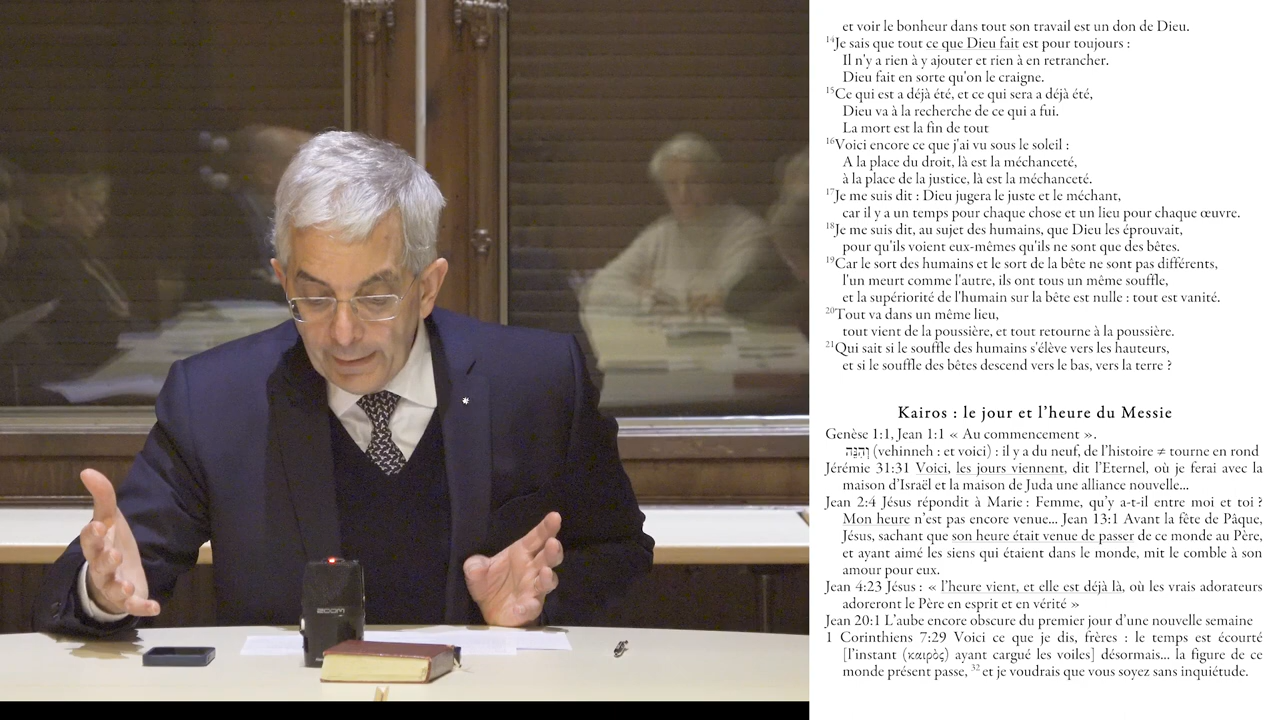 et voir le bonheur dans tout son travail est un don de Dieu.
14Je sais que tout ce que Dieu fait est pour toujours :
Il n'y a rien à y ajouter et rien à en retrancher.
Dieu fait en sorte qu'on le craigne.
15Ce qui est a déjà été, et ce qui sera a déjà été,
Dieu va à la recherche de ce qui a fui.
La mort est la fin de tout
16Voici encore ce que j'ai vu sous le soleil :
A la place du droit, là est la méchanceté,
à la place de la justice, là est la méchanceté.
17Je me suis dit : Dieu jugera le juste et le méchant,
car il y a un temps pour chaque chose et un lieu pour chaque œuvre.
18Je me suis dit, au sujet des humains, que Dieu les éprouvait,
pour qu'ils voient eux-mêmes qu'ils ne sont que des bêtes.
19Car le sort des humains et le sort de la bête ne sont pas différents,
l'un meurt comme l'autre, ils ont tous un même souffle,
et la supériorité de l'humain sur la bête est nulle : tout est vanité.
20Tout va dans un même lieu,
tout vient de la poussière, et tout retourne à la poussière.
21Qui sait si le souffle des humains s'élève vers les hauteurs,
et si le souffle des bêtes descend vers le bas, vers la terre ?
Kairos : le jour et l'heure du Messie
Genèse 1:1, Jean 1:1 « Au commencement ».
וְהִנֵּה (vehinneh : et voici) : il y a du neuf, de l'histoire ≠ tourne en rond
Jérémie 31:31 Voici, les jours viennent, dit l'Eternel, où je ferai avec la
maison d'Israël et la maison de Juda une alliance nouvelle...
Jean 2:4 Jésus répondit à Marie : Femme, qu'y a-t-il entre moi et toi ?
Mon heure n'est pas encore venue... Jean 13:1 Avant la fête de Pâque,
Jésus, sachant que son heure était venue de passer de ce monde au Père,
et ayant aimé les siens qui étaient dans le monde, mit le comble à son
amour pour eux.
Jean 4:23 Jésus : « l'heure vient, et elle est déjà là, où les vrais adorateurs
adoreront le Père en esprit et en vérité »
Jean 20:1 L'aube encore obscure du premier jour d'une nouvelle semaine
1 Corinthiens 7:29 Voici ce que je dis, frères : le temps est écourté
[l'instant (καιρὸς) ayant cargué les voiles] désormais... la figure de ce
monde présent passe, 32 et je voudrais que vous soyez sans inquiétude.
zoom